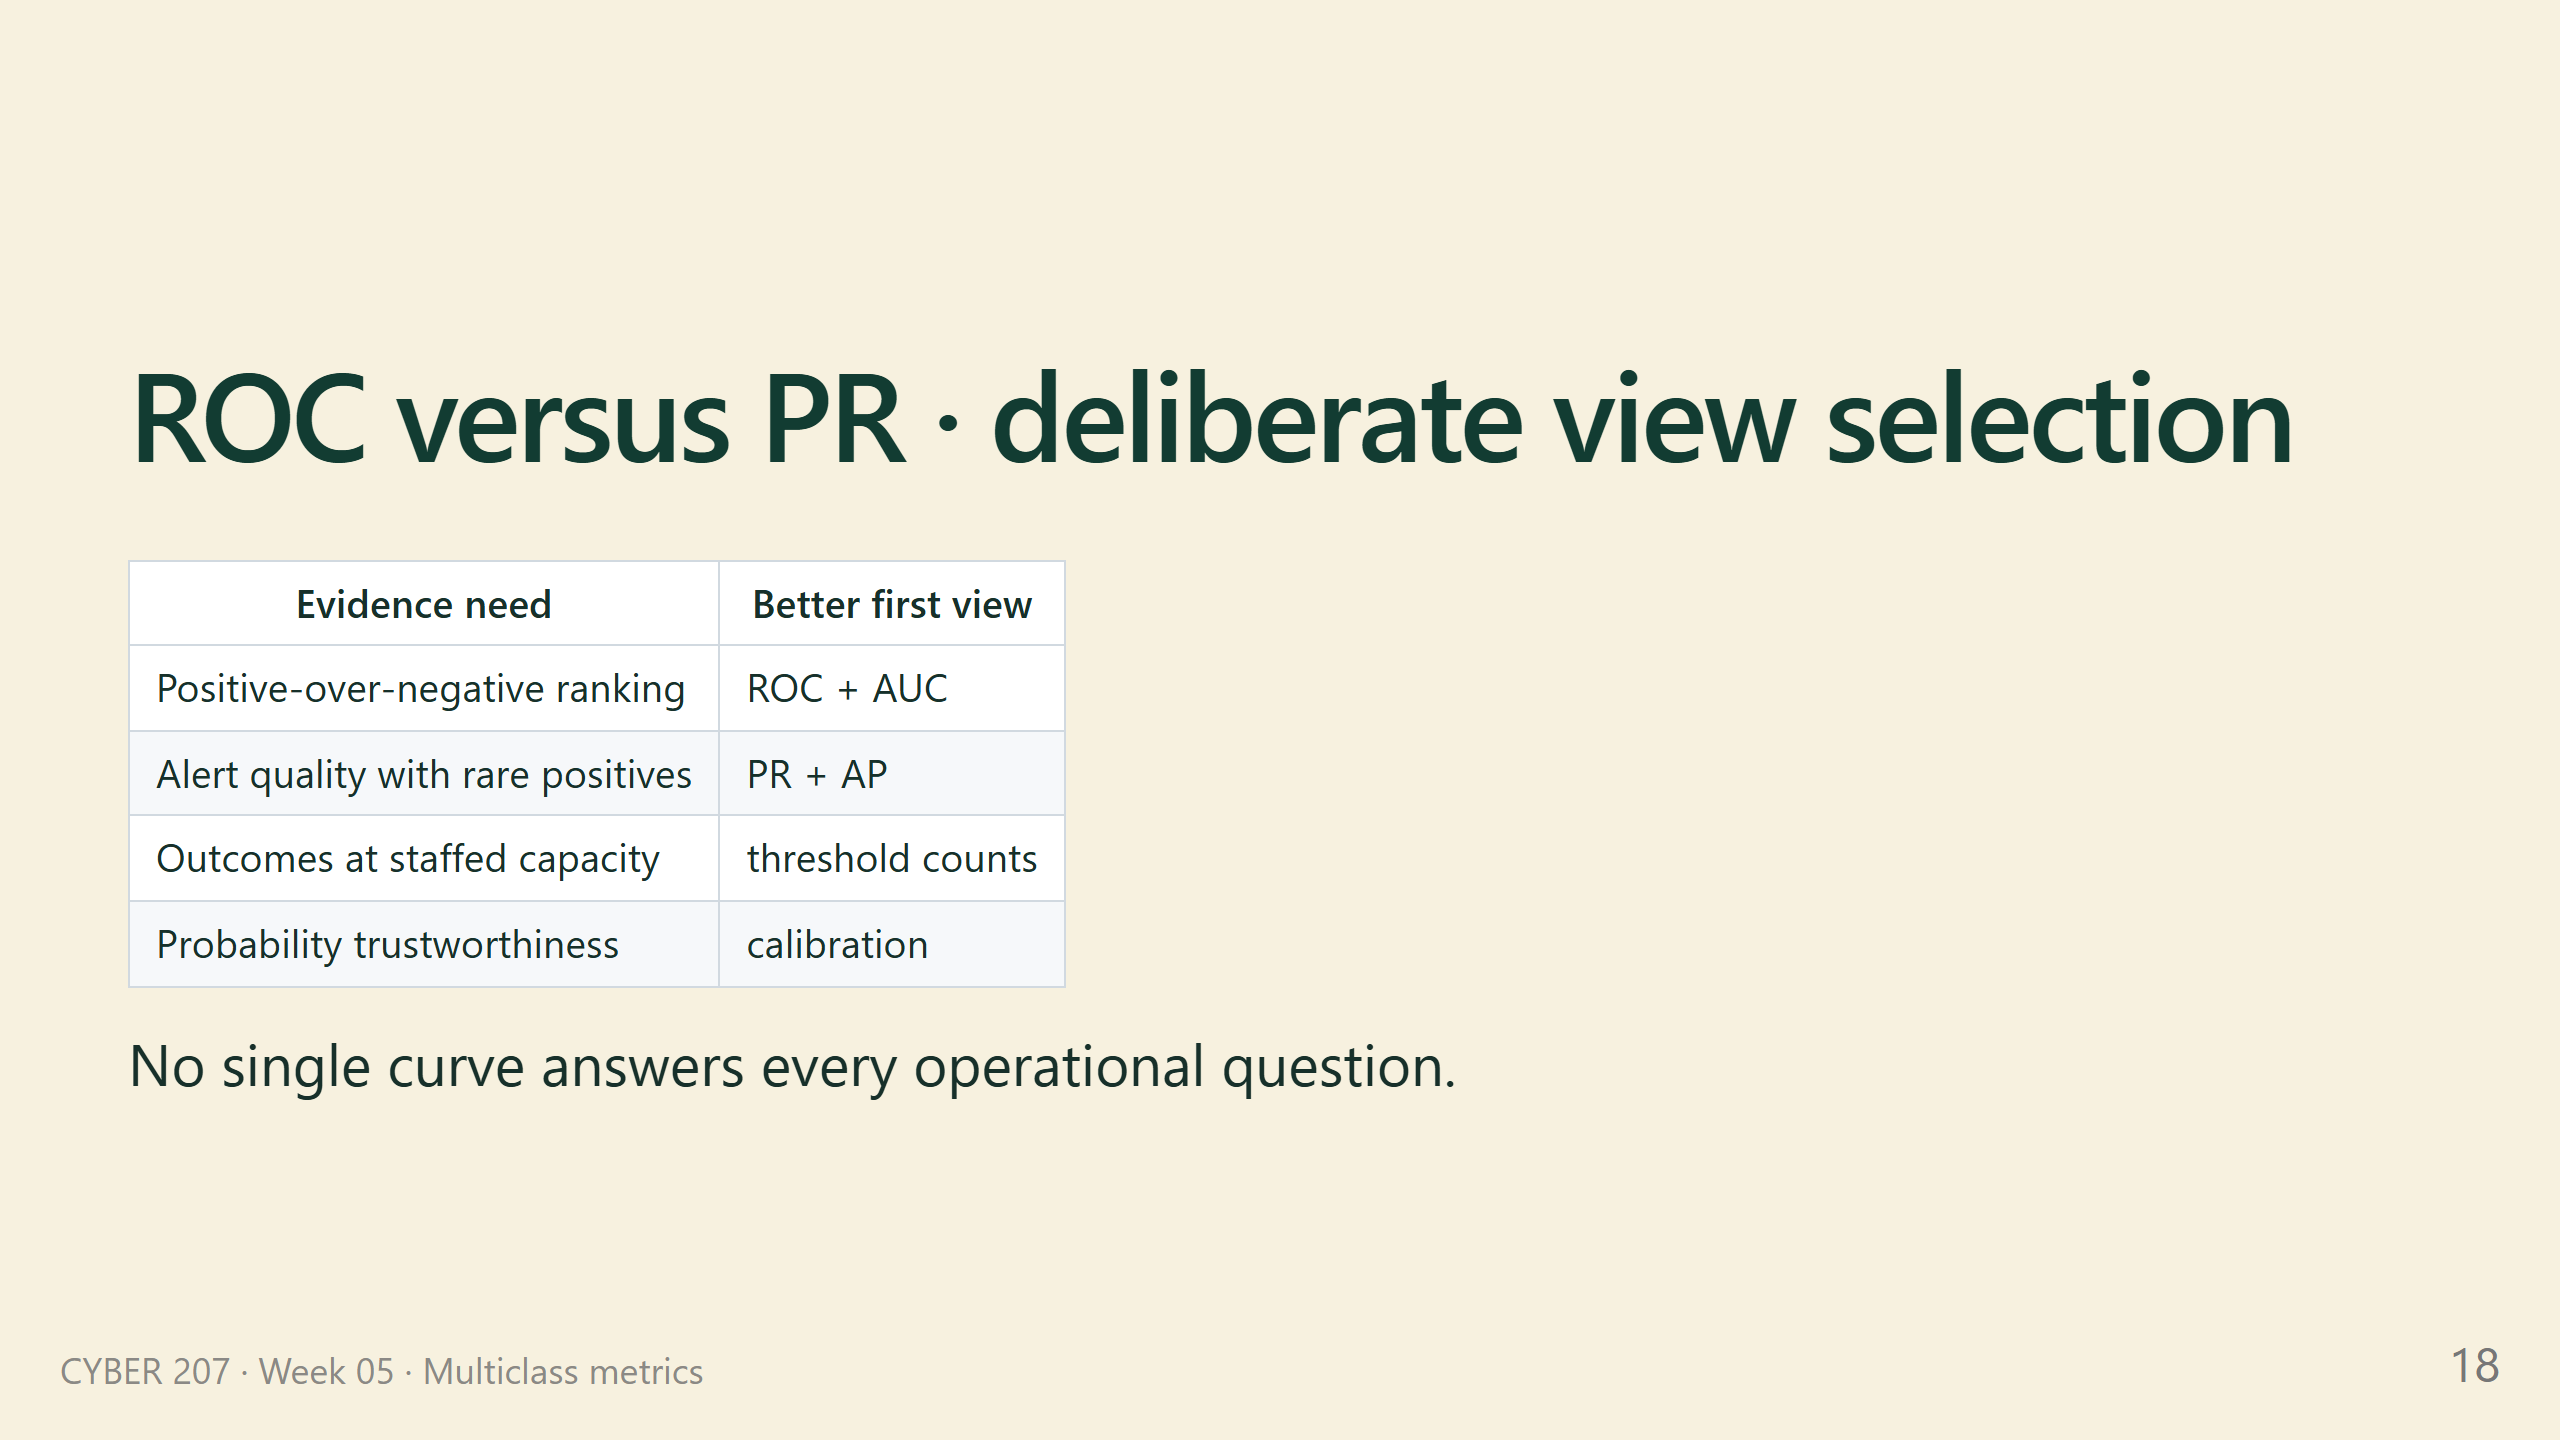 ROC versus PR · deliberate view selection
Evidence need Better first view
Positive-over-negative ranking ROC + AUC
Alert quality with rare positives PR + AP
Outcomes at staffed capacity threshold counts
Probability trustworthiness calibration
No single curve answers every operational question.
CYBER 207 · Week 05 · Multiclass metrics
18